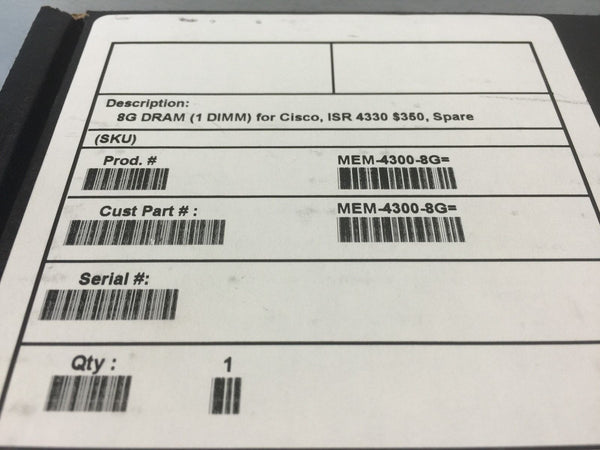 Description:
8G DRAM (1 DIMM) for Cisco, ISR 4330 $350, Spare
(SKU)
Prod. # MEM-4300-8G=
Cust Part # : MEM-4300-8G=
Serial #:
Qty : 1